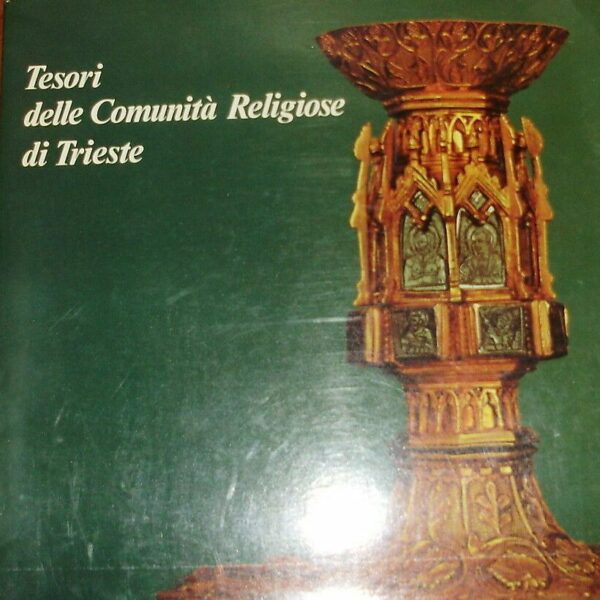 Tesori
delle Comunità Religiose
di Trieste